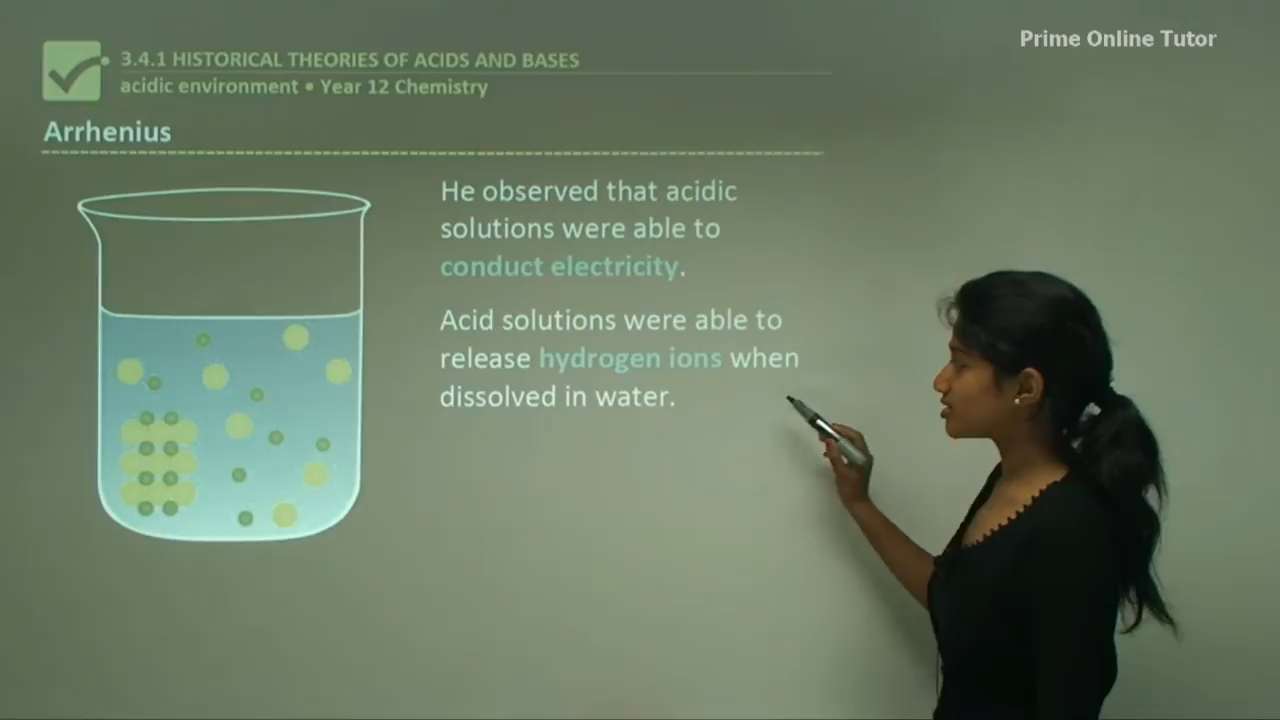 Prime Online Tutor
3.4.1 HISTORICAL THEORIES OF ACIDS AND BASES
acidic environment • Year 12 Chemistry
Arrhenius
He observed that acidic
solutions were able to
conduct electricity.
Acid solutions were able to
release hydrogen ions when
dissolved in water.